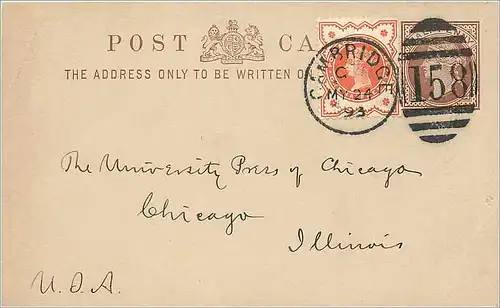 POST CA
THE ADDRESS ONLY TO BE WRITTEN ON
CAMBRIDGE
C
MY 24
93
158
The University Press of Chicago
Chicago
Illinois
U.S.A.